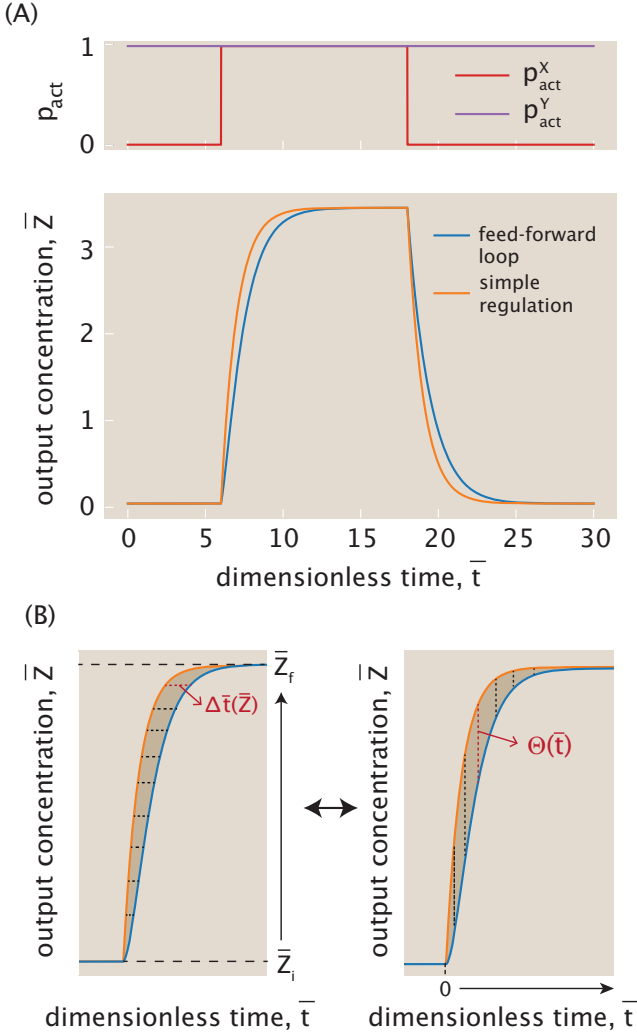 (A)
1
0
p_act
p^X_act
p^Y_act
3
2
1
0
output concentration, Z̅
feed-forward
loop
simple
regulation
0 5 10 15 20 25 30
dimensionless time, t̅
(B)
output concentration, Z̅
Z̅_f
Δt̅(Z̅)
Z̅_i
dimensionless time, t̅
output concentration, Z̅
Θ(t̅)
0
dimensionless time, t̅